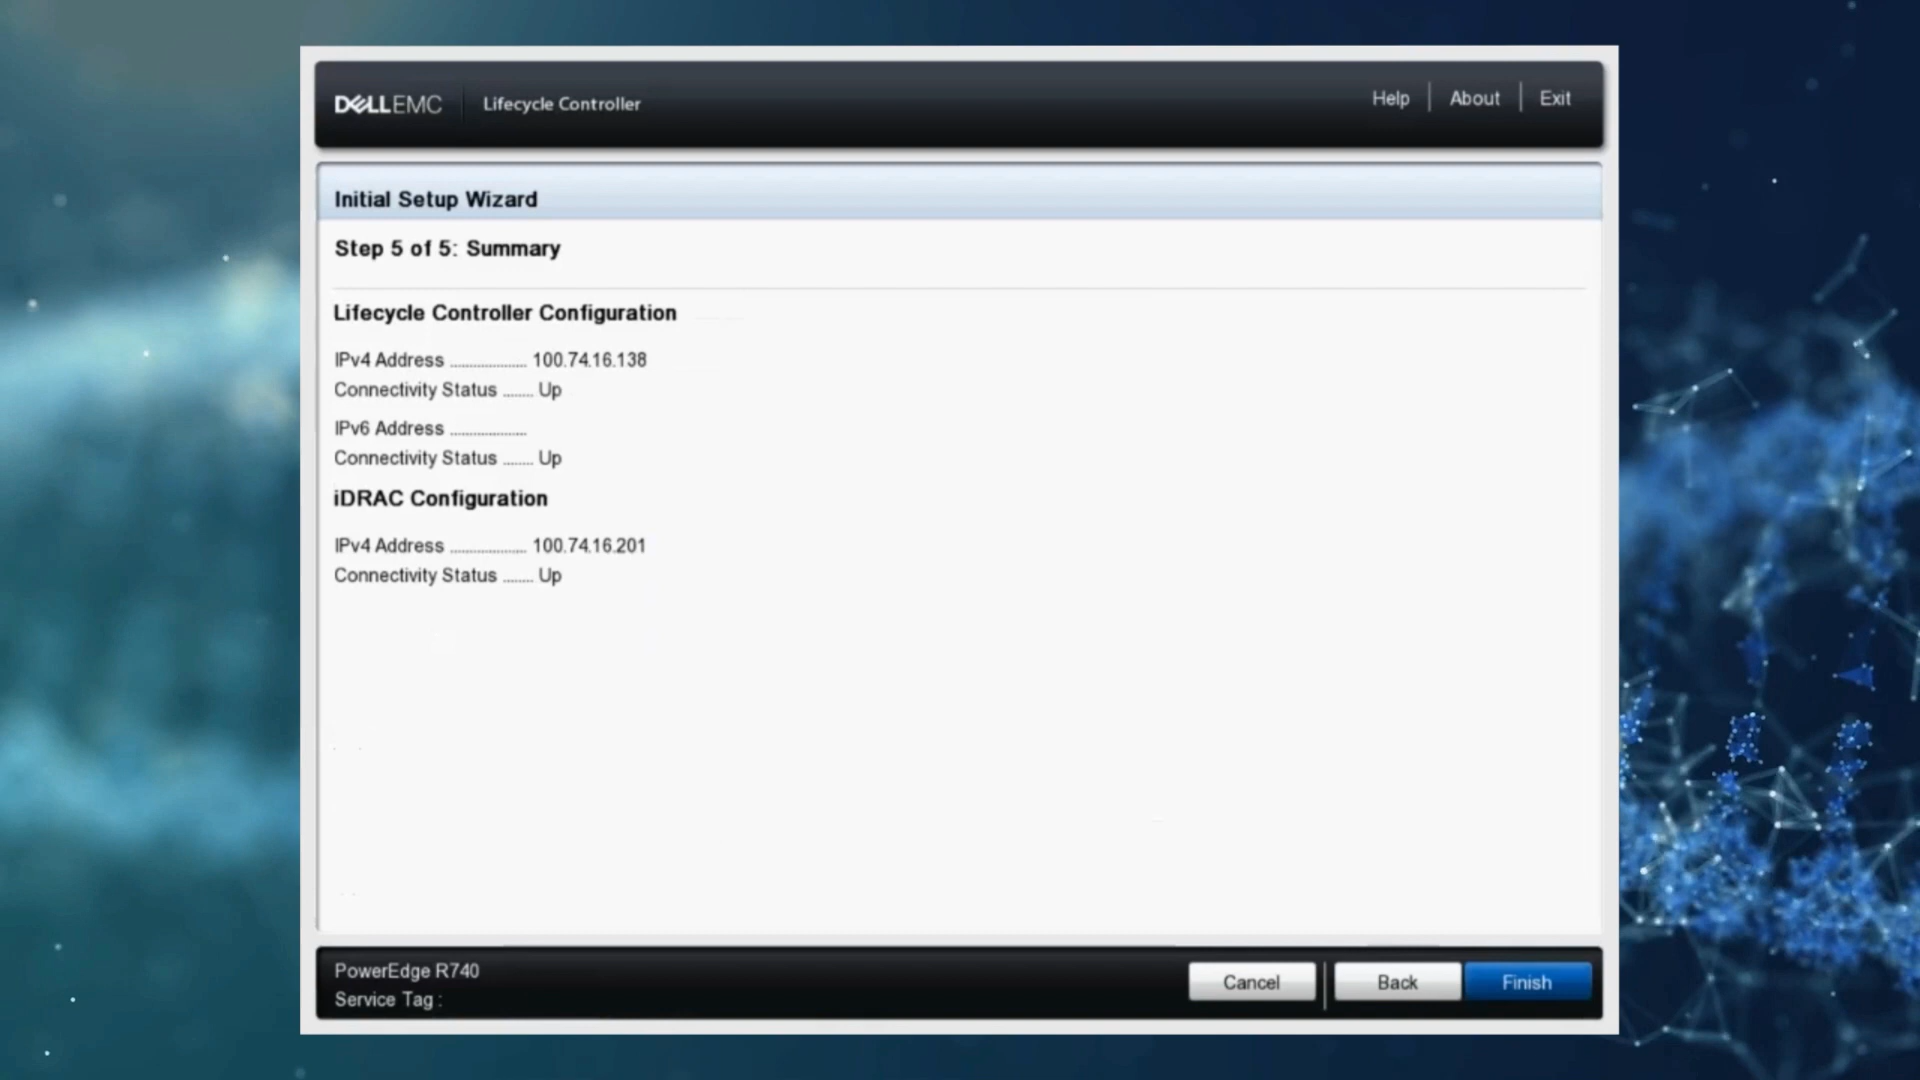 DELLEMC Lifecycle Controller Help About Exit
Initial Setup Wizard
Step 5 of 5: Summary
Lifecycle Controller Configuration
IPv4 Address ................... 100.74.16.138
Connectivity Status ........ Up
IPv6 Address ...................
Connectivity Status ........ Up
iDRAC Configuration
IPv4 Address ................... 100.74.16.201
Connectivity Status ........ Up
PowerEdge R740
Service Tag :
Cancel Back Finish